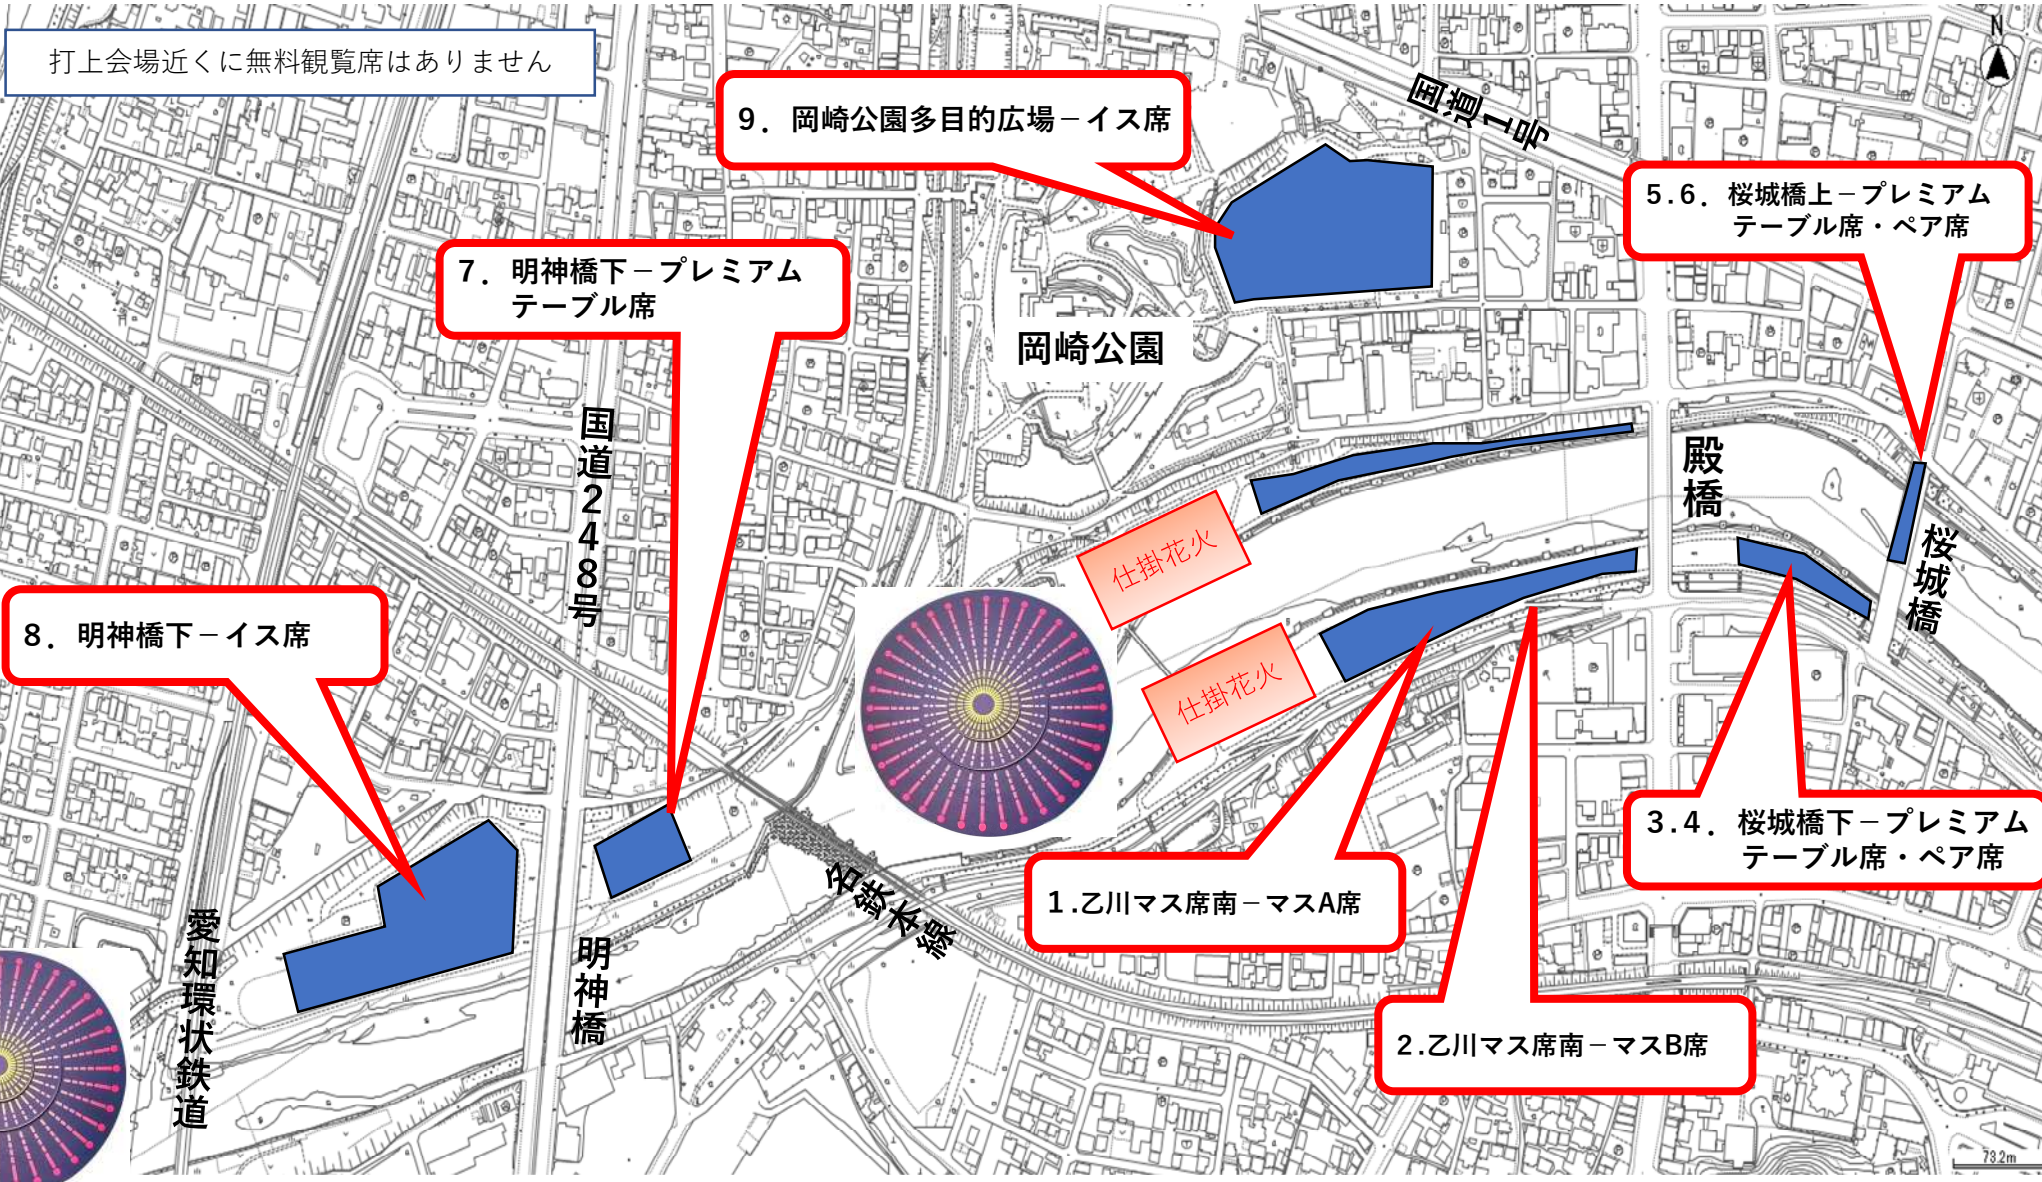 打上会場近くに無料観覧席はありません
N
9．岡崎公園多目的広場－イス席
国道1号
5.6．桜城橋上－プレミアム
テーブル席・ペア席
7．明神橋下－プレミアム
テーブル席
岡崎公園
国道248号
殿橋
桜城橋
仕掛花火
8．明神橋下－イス席
仕掛花火
3.4．桜城橋下－プレミアム
テーブル席・ペア席
名鉄本線
1.乙川マス席南－マスA席
愛知環状鉄道
明神橋
2.乙川マス席南－マスB席
73.2m